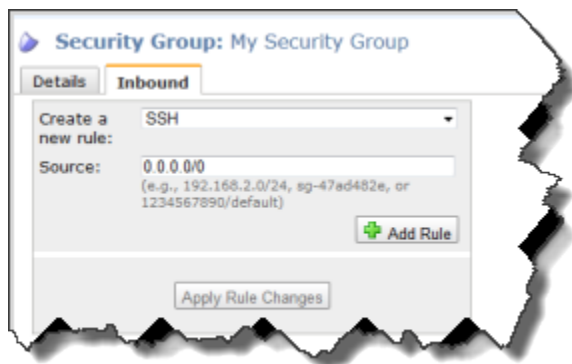 Security Group: My Security Group
Details Inbound
Create a new rule: SSH
Source: 0.0.0.0/0
(e.g., 192.168.2.0/24, sg-47ad482e, or
1234567890/default)
Add Rule
Apply Rule Changes